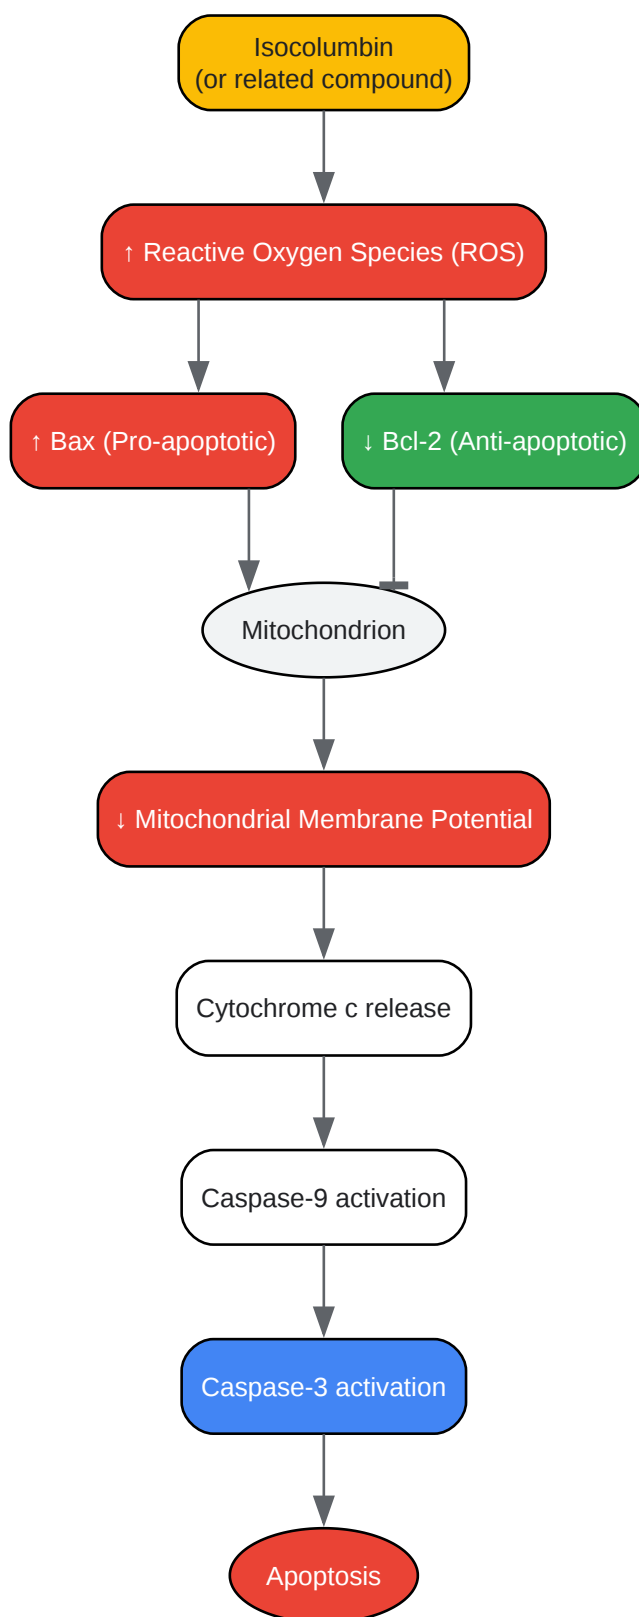 Isocolumbin
(or related compound)
↑ Reactive Oxygen Species (ROS)
↑ Bax (Pro-apoptotic)
↓ Bcl-2 (Anti-apoptotic)
Mitochondrion
↓ Mitochondrial Membrane Potential
Cytochrome c release
Caspase-9 activation
Caspase-3 activation
Apoptosis